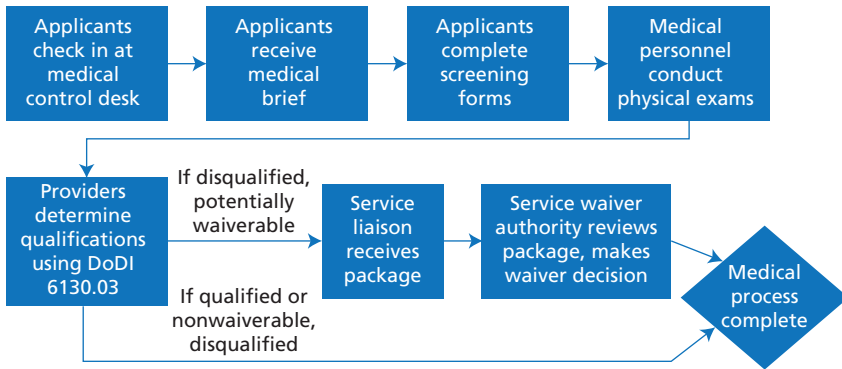 Applicants
check in at
medical
control desk
Applicants
receive
medical
brief
Applicants
complete
screening
forms
Medical
personnel
conduct
physical exams
Providers
determine
qualifications
using DoDI
6130.03
If disqualified,
potentially
waiverable
Service
liaison
receives
package
Service waiver
authority reviews
package, makes
waiver decision
If qualified or
nonwaiverable,
disqualified
Medical
process
complete